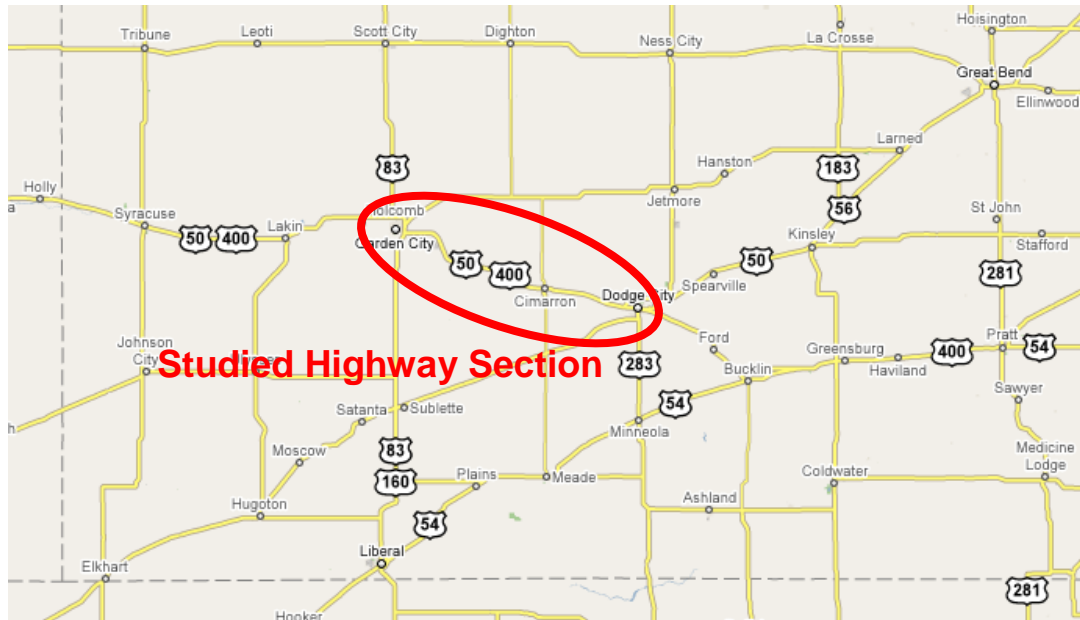 Hoisington
Tribune
Leoti
Scott City
Dighton
Ness City
La Crosse
Great Bend
Ellinwood
Larned
83
Hanston
183
Holly
a
Jetmore
56
Syracuse
Holcomb
St John
50 400
Lakin
Garden City
Kinsley
Stafford
50
400
50
Spearville
281
Cimarron
Dodge City
Ford
Johnson
City
Studied Highway Section
283
Greensburg
Haviland
400
Pratt
54
Bucklin
Sawyer
Satanta
Sublette
54
h
Minneola
Moscow
83
Medicine
Lodge
160
Plains
Meade
Coldwater
Hugoton
54
Ashland
Liberal
Elkhart
281
Hooker